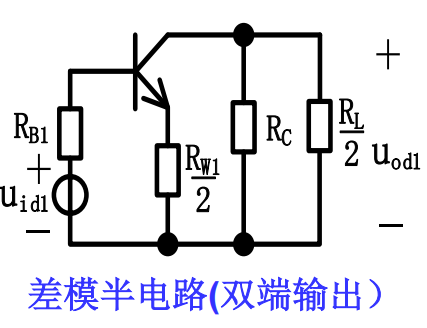 +
R_B1
R_W1/2
R_C
R_L/2
+
u_id1
−
u_od1
−
差模半电路(双端输出）